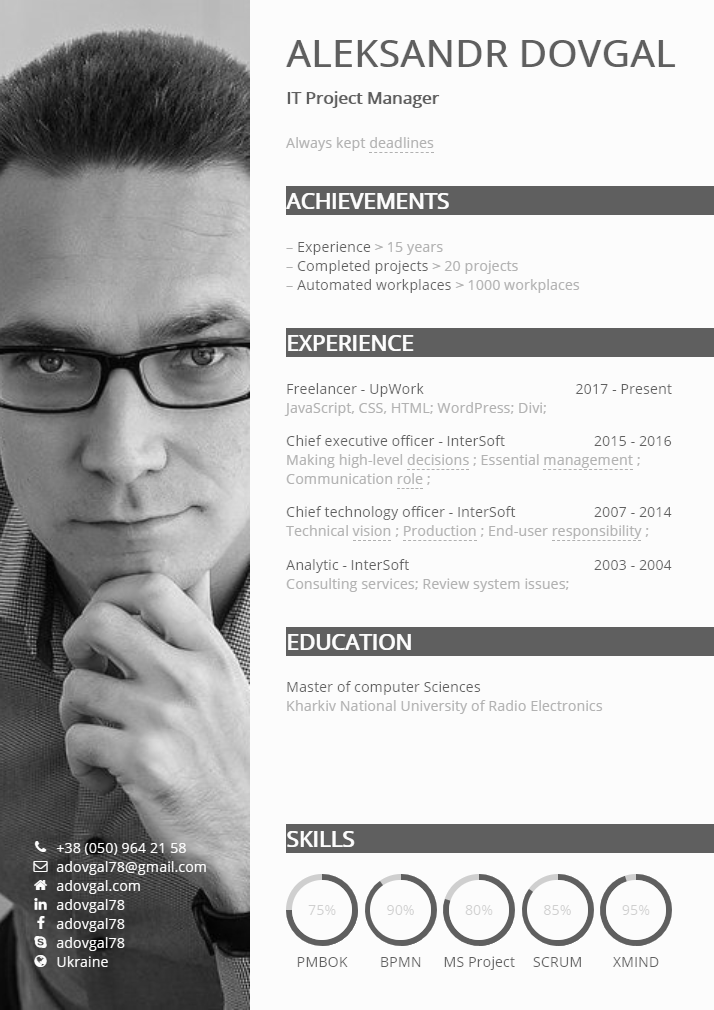 ALEKSANDR DOVGAL
IT Project Manager
Always kept deadlines
ACHIEVEMENTS
– Experience > 15 years
– Completed projects > 20 projects
– Automated workplaces > 1000 workplaces
EXPERIENCE
Freelancer - UpWork 2017 - Present
JavaScript, CSS, HTML; WordPress; Divi;
Chief executive officer - InterSoft 2015 - 2016
Making high-level decisions ; Essential management ;
Communication role ;
Chief technology officer - InterSoft 2007 - 2014
Technical vision ; Production ; End-user responsibility ;
Analytic - InterSoft 2003 - 2004
Consulting services; Review system issues;
EDUCATION
Master of computer Sciences
Kharkiv National University of Radio Electronics
SKILLS
75% 90% 80% 85% 95%
PMBOK BPMN MS Project SCRUM XMIND
+38 (050) 964 21 58
adovgal78@gmail.com
adovgal.com
in adovgal78
f adovgal78
S adovgal78
Ukraine